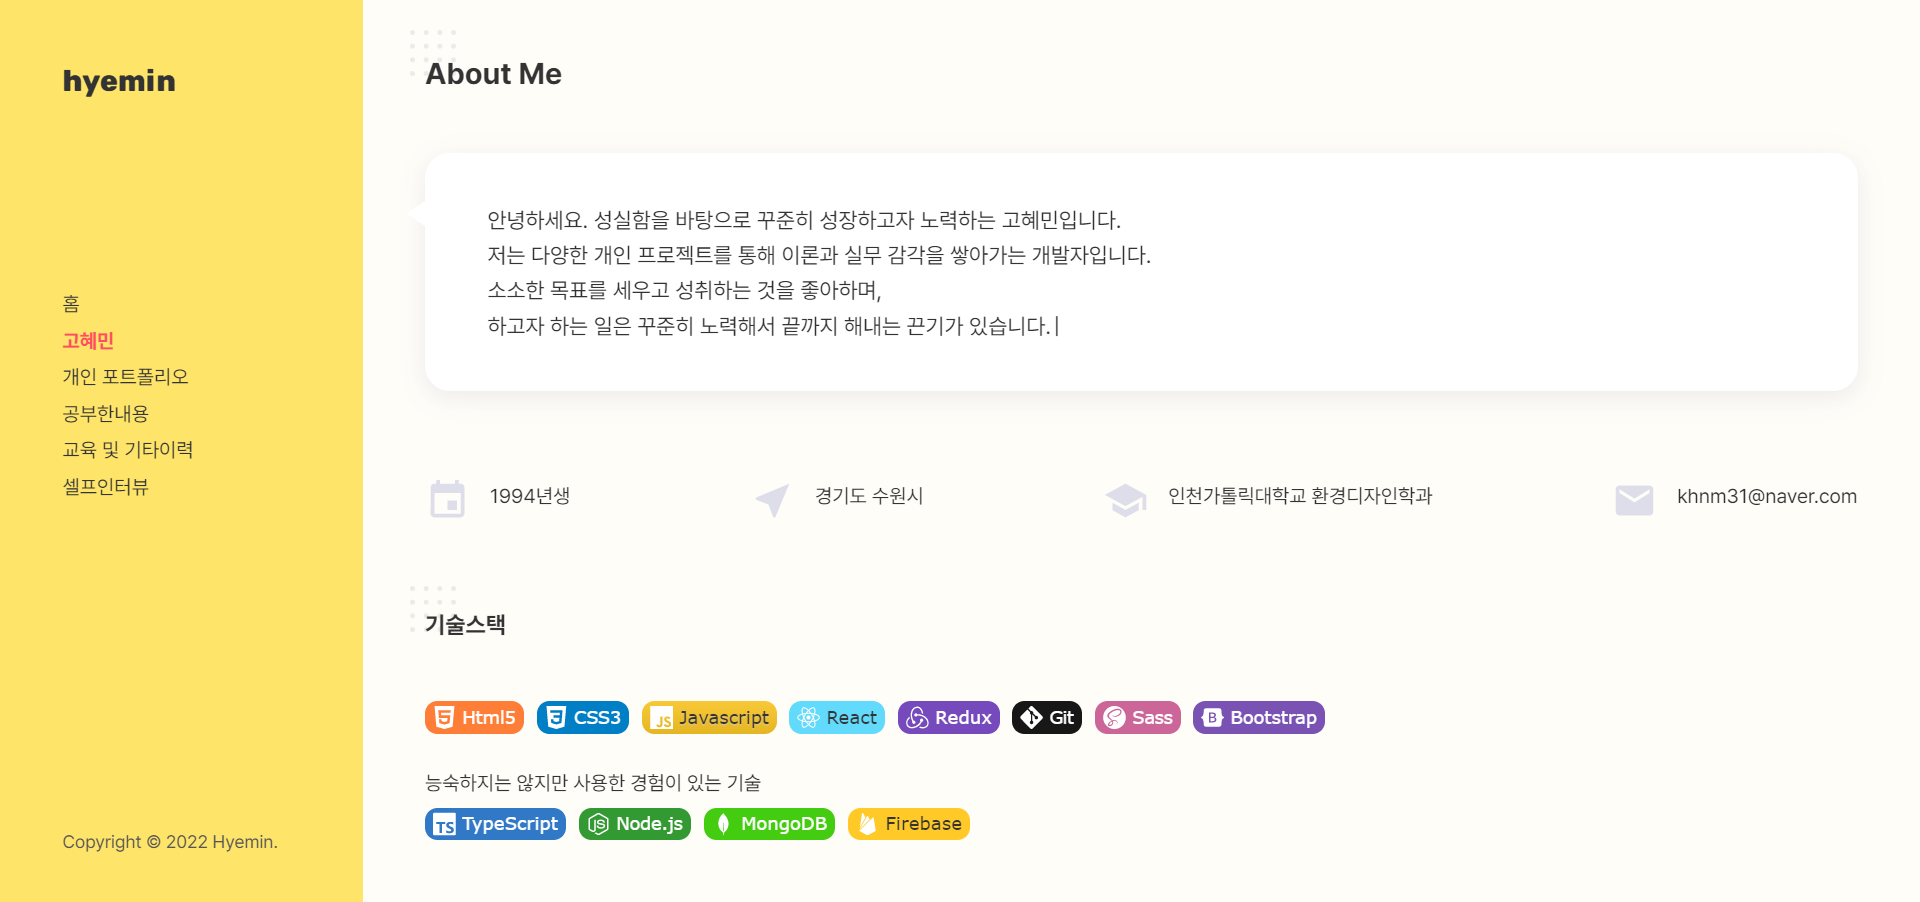 hyemin
홈
고혜민
개인 포트폴리오
공부한내용
교육 및 기타이력
셀프인터뷰
Copyright © 2022 Hyemin.
About Me
안녕하세요. 성실함을 바탕으로 꾸준히 성장하고자 노력하는 고혜민입니다.
저는 다양한 개인 프로젝트를 통해 이론과 실무 감각을 쌓아가는 개발자입니다.
소소한 목표를 세우고 성취하는 것을 좋아하며,
하고자 하는 일은 꾸준히 노력해서 끝까지 해내는 끈기가 있습니다.|
1994년생 경기도 수원시 인천가톨릭대학교 환경디자인학과 khnm31@naver.com
기술스택
Html5 CSS3 JS Javascript React Redux Git Sass B Bootstrap
능숙하지는 않지만 사용한 경험이 있는 기술
TS TypeScript JS Node.js MongoDB Firebase